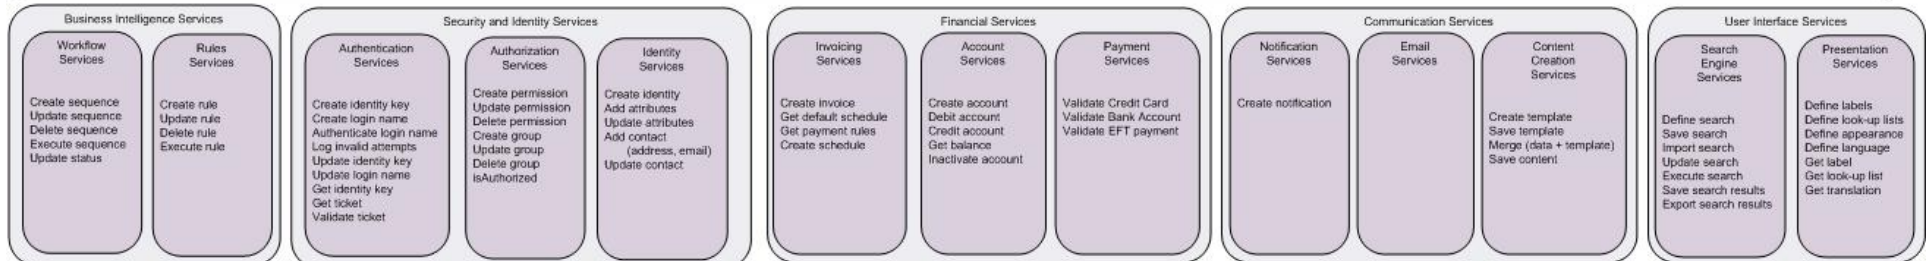 Business Intelligence Services
Workflow
Services
Create sequence
Update sequence
Delete sequence
Execute sequence
Update status
Rules
Services
Create rule
Update rule
Delete rule
Execute rule
Security and Identity Services
Authentication
Services
Create identity key
Create login name
Authenticate login name
Log invalid attempts
Update identity key
Update login name
Get identity key
Get ticket
Validate ticket
Authorization
Services
Create permission
Update permission
Delete permission
Create group
Update group
Delete group
isAuthorized
Identity
Services
Create identity
Add attributes
Update attributes
Add contact
(address, email)
Update contact
Financial Services
Invoicing
Services
Create invoice
Get default schedule
Get payment rules
Create schedule
Account
Services
Create account
Debit account
Credit account
Get balance
Inactivate account
Payment
Services
Validate Credit Card
Validate Bank Account
Validate EFT payment
Communication Services
Notification
Services
Create notification
Email
Services
Content
Creation
Services
Create template
Save template
Merge (data + template)
Save content
User Interface Services
Search
Engine
Services
Define search
Save search
Import search
Update search
Execute search
Save search results
Export search results
Presentation
Services
Define labels
Define look-up lists
Define appearance
Define language
Get label
Get look-up list
Get translation